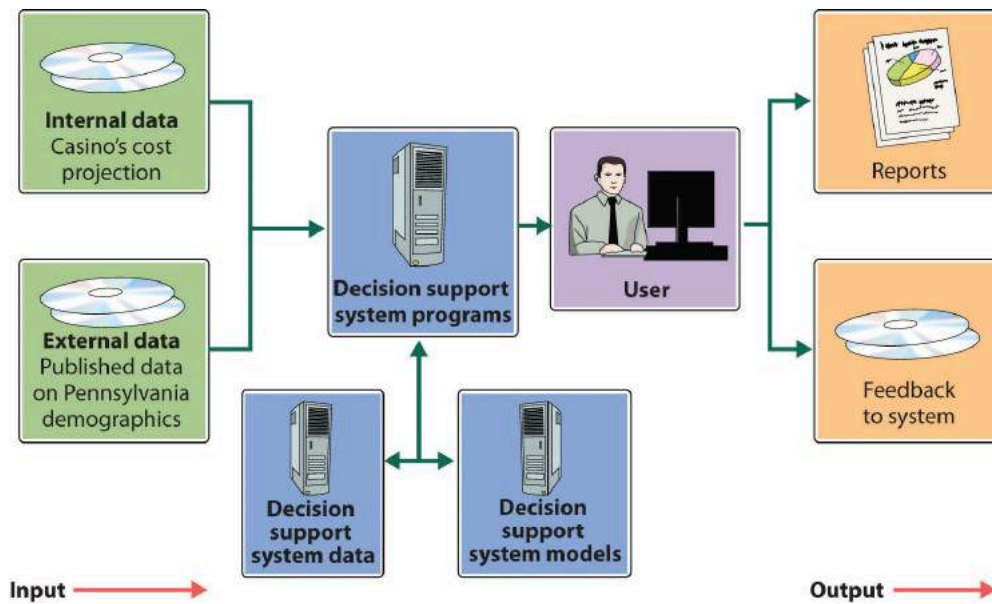 Internal data
Casino's cost
projection
External data
Published data
on Pennsylvania
demographics
Decision support
system programs
User
Reports
Feedback
to system
Decision
support
system data
Decision
support
system models
Input
Output